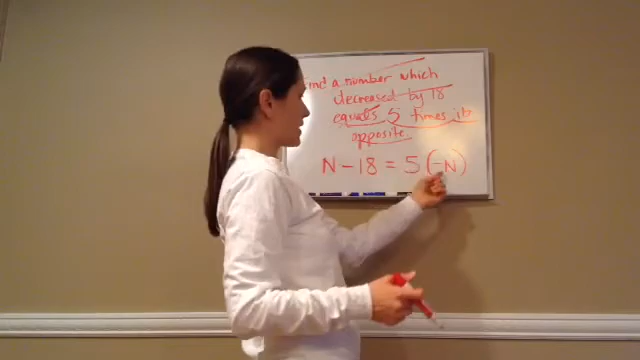 find a number which
decreased by 18
equals 5 times its
opposite.
N - 18 = 5 (-N)